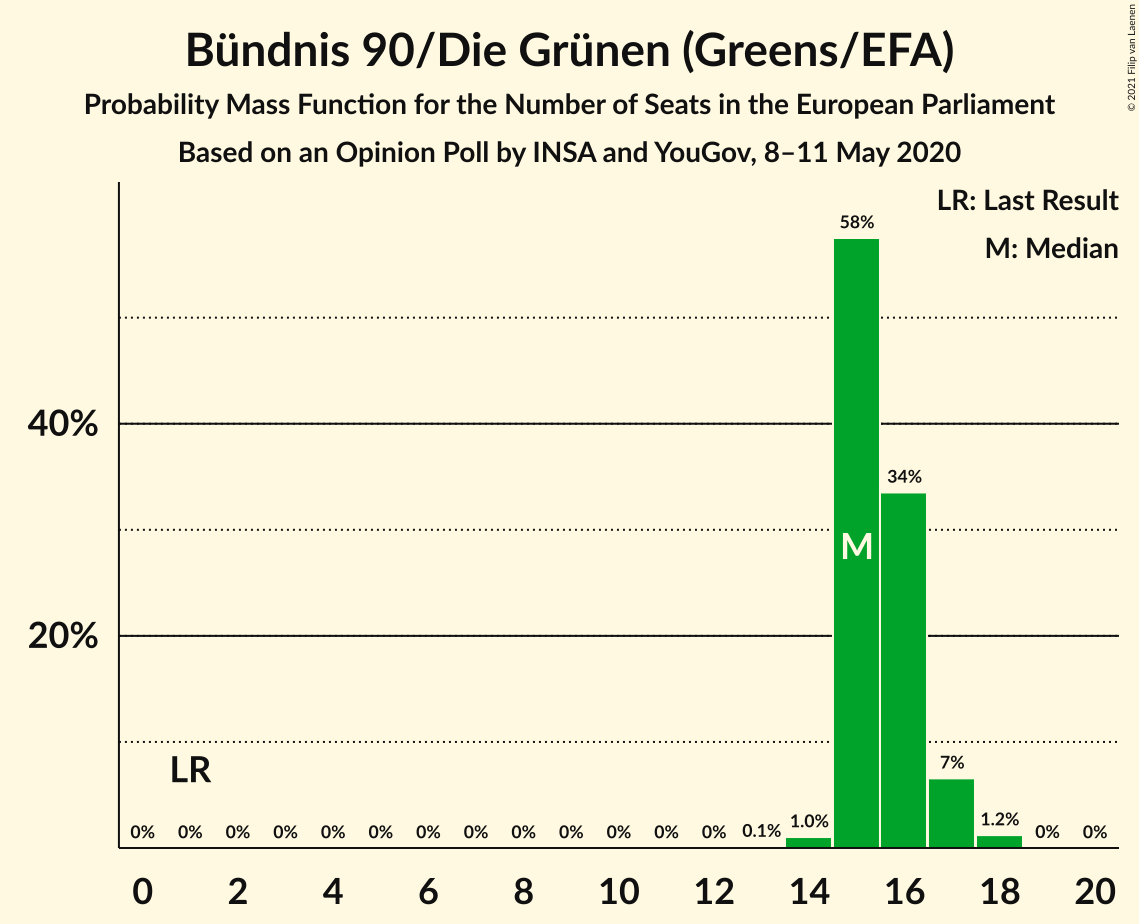 Bündnis 90/Die Grünen (Greens/EFA)
Probability Mass Function for the Number of Seats in the European Parliament
Based on an Opinion Poll by INSA and YouGov, 8–11 May 2020
© 2021 Filip van Laenen
LR: Last Result
M: Median
58%
40%
34%
M
20%
LR
7%
0% 0% 0% 0% 0% 0% 0% 0% 0% 0% 0% 0% 0% 0.1% 1.0% 1.2% 0% 0%
0 2 4 6 8 10 12 14 16 18 20